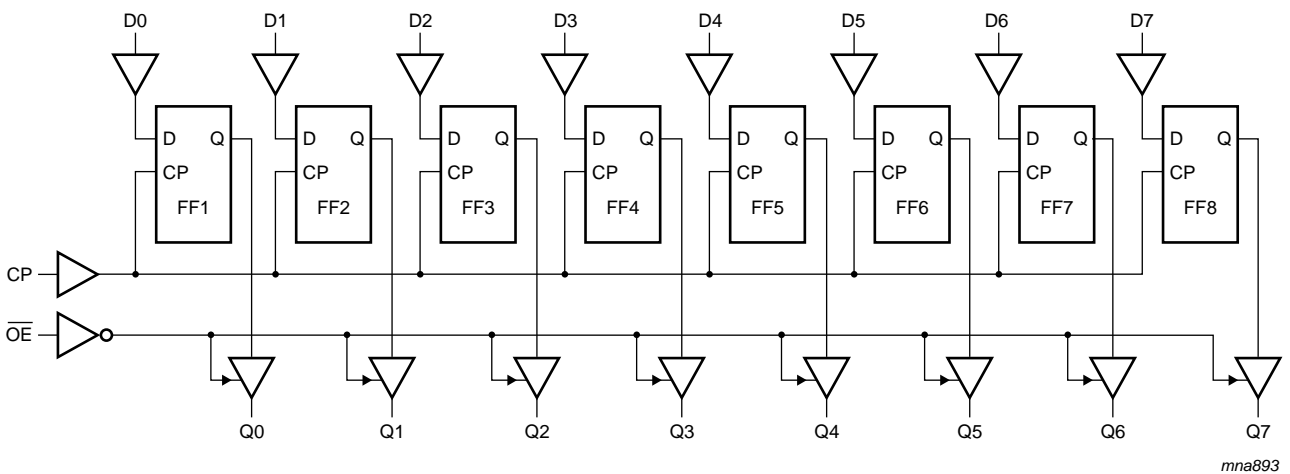 D0 D1 D2 D3 D4 D5 D6 D7
D Q D Q D Q D Q D Q D Q D Q D Q
CP CP CP CP CP CP CP CP
FF1 FF2 FF3 FF4 FF5 FF6 FF7 FF8
CP
O̅E̅
Q0 Q1 Q2 Q3 Q4 Q5 Q6 Q7
mna893